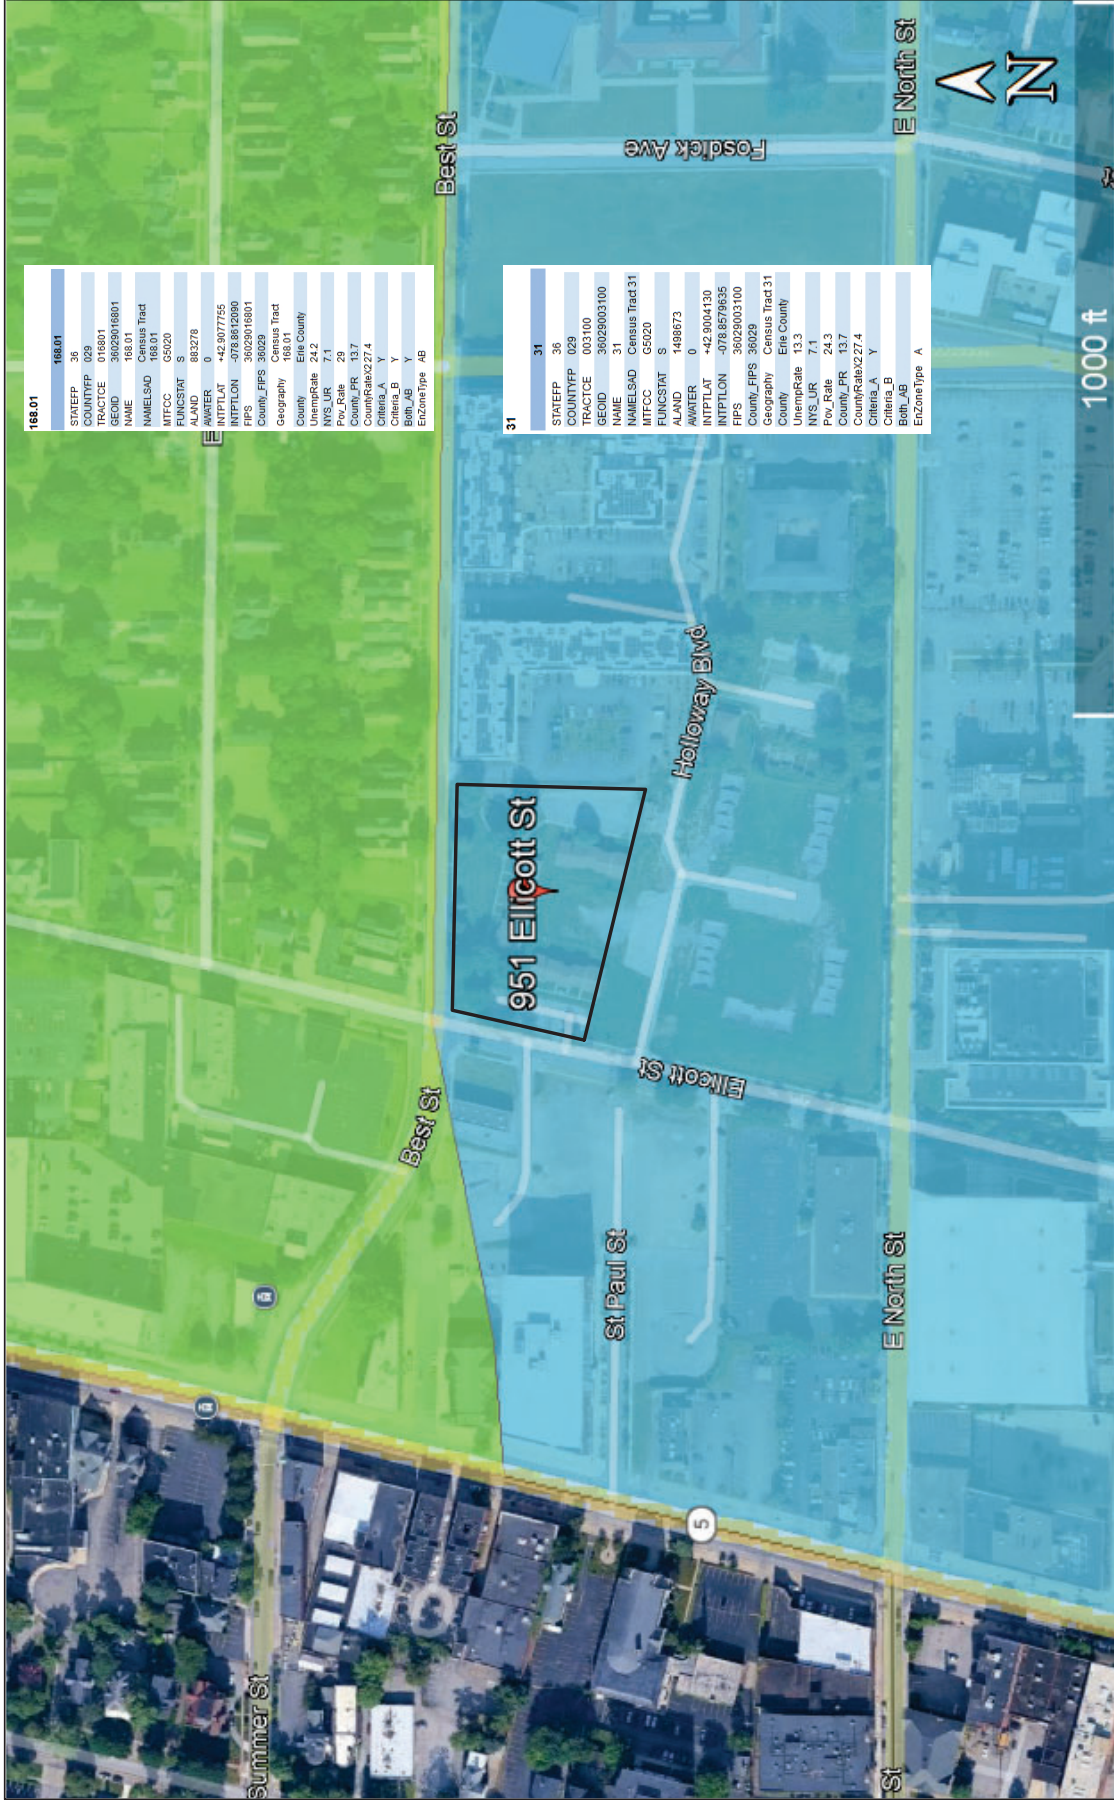 168.01
168.01
STATEFP 36
COUNTYFP 029
TRACTCE 016801
GEOID 36029016801
NAME 168.01
NAMELSAD Census Tract 168.01
MTFCC G5020
FUNCSTAT S
ALAND 883278
AWATER 0
INTPTLAT +42.9077755
INTPTLON -078.8612090
FIPS 36029016801
County_FIPS 36029
Geography Census Tract 168.01
County Erie County
UnempRate 24.2
NYS_UR 7.1
Pov_Rate 29
County_PR 13.7
CountyRateX2 27.4
Criteria_A Y
Criteria_B Y
Both_AB Y
EnZoneType AB
31
31
STATEFP 36
COUNTYFP 029
TRACTCE 003100
GEOID 36029003100
NAME 31
NAMELSAD Census Tract 31
MTFCC G5020
FUNCSTAT S
ALAND 1498673
AWATER 0
INTPTLAT +42.9004130
INTPTLON -078.8579635
FIPS 36029003100
County_FIPS 36029
Geography Census Tract 31
County Erie County
UnempRate 13.3
NYS_UR 7.1
Pov_Rate 24.3
County_PR 13.7
CountyRateX2 27.4
Criteria_A Y
Criteria_B
Both_AB
EnZoneType A
Summer St
Best St
Best St
951 Ellicott St
Ellicott St
St Paul St
Holloway Blvd
Fosdick Ave
5
St
E North St
E North St
N
1000 ft